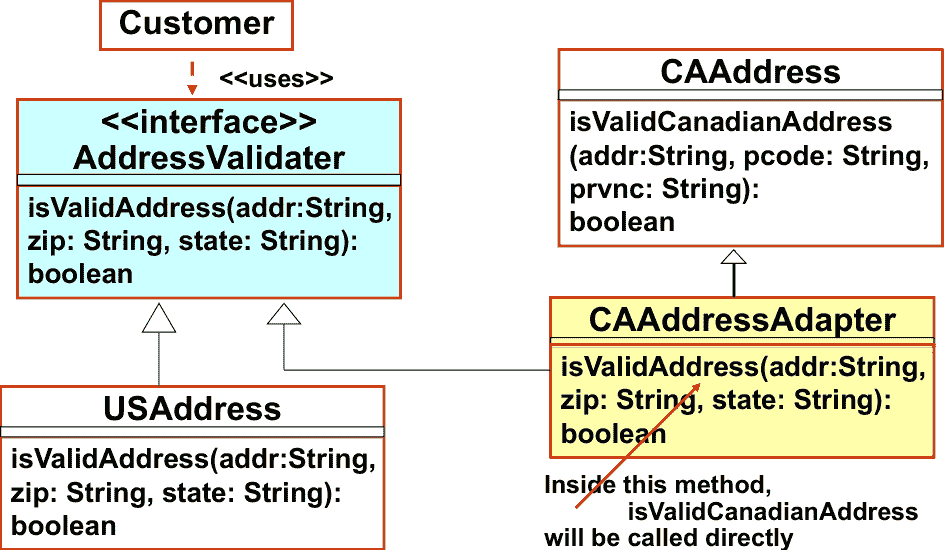 Customer
<<uses>>
<<interface>>
AddressValidater
isValidAddress(addr:String,
zip: String, state: String):
boolean
CAAddress
isValidCanadianAddress
(addr:String, pcode: String,
prvnc: String):
boolean
CAAddressAdapter
isValidAddress(addr:String,
zip: String, state: String):
boolean
USAddress
isValidAddress(addr:String,
zip: String, state: String):
boolean
Inside this method,
isValidCanadianAddress
will be called directly